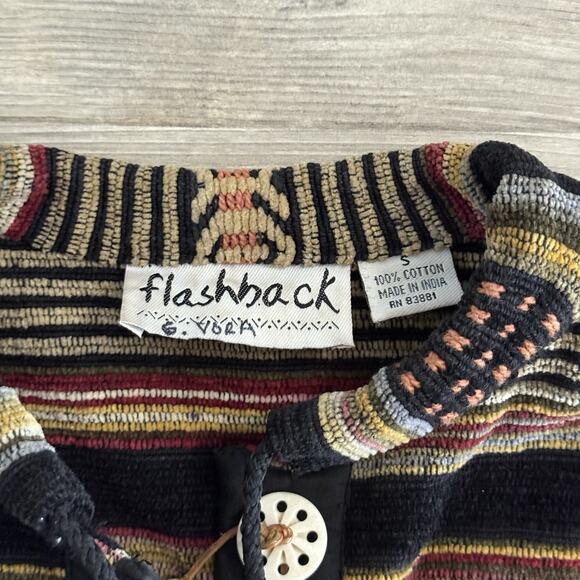 flashback
G. VORA
S
100% COTTON
MADE IN INDIA
RN 83881